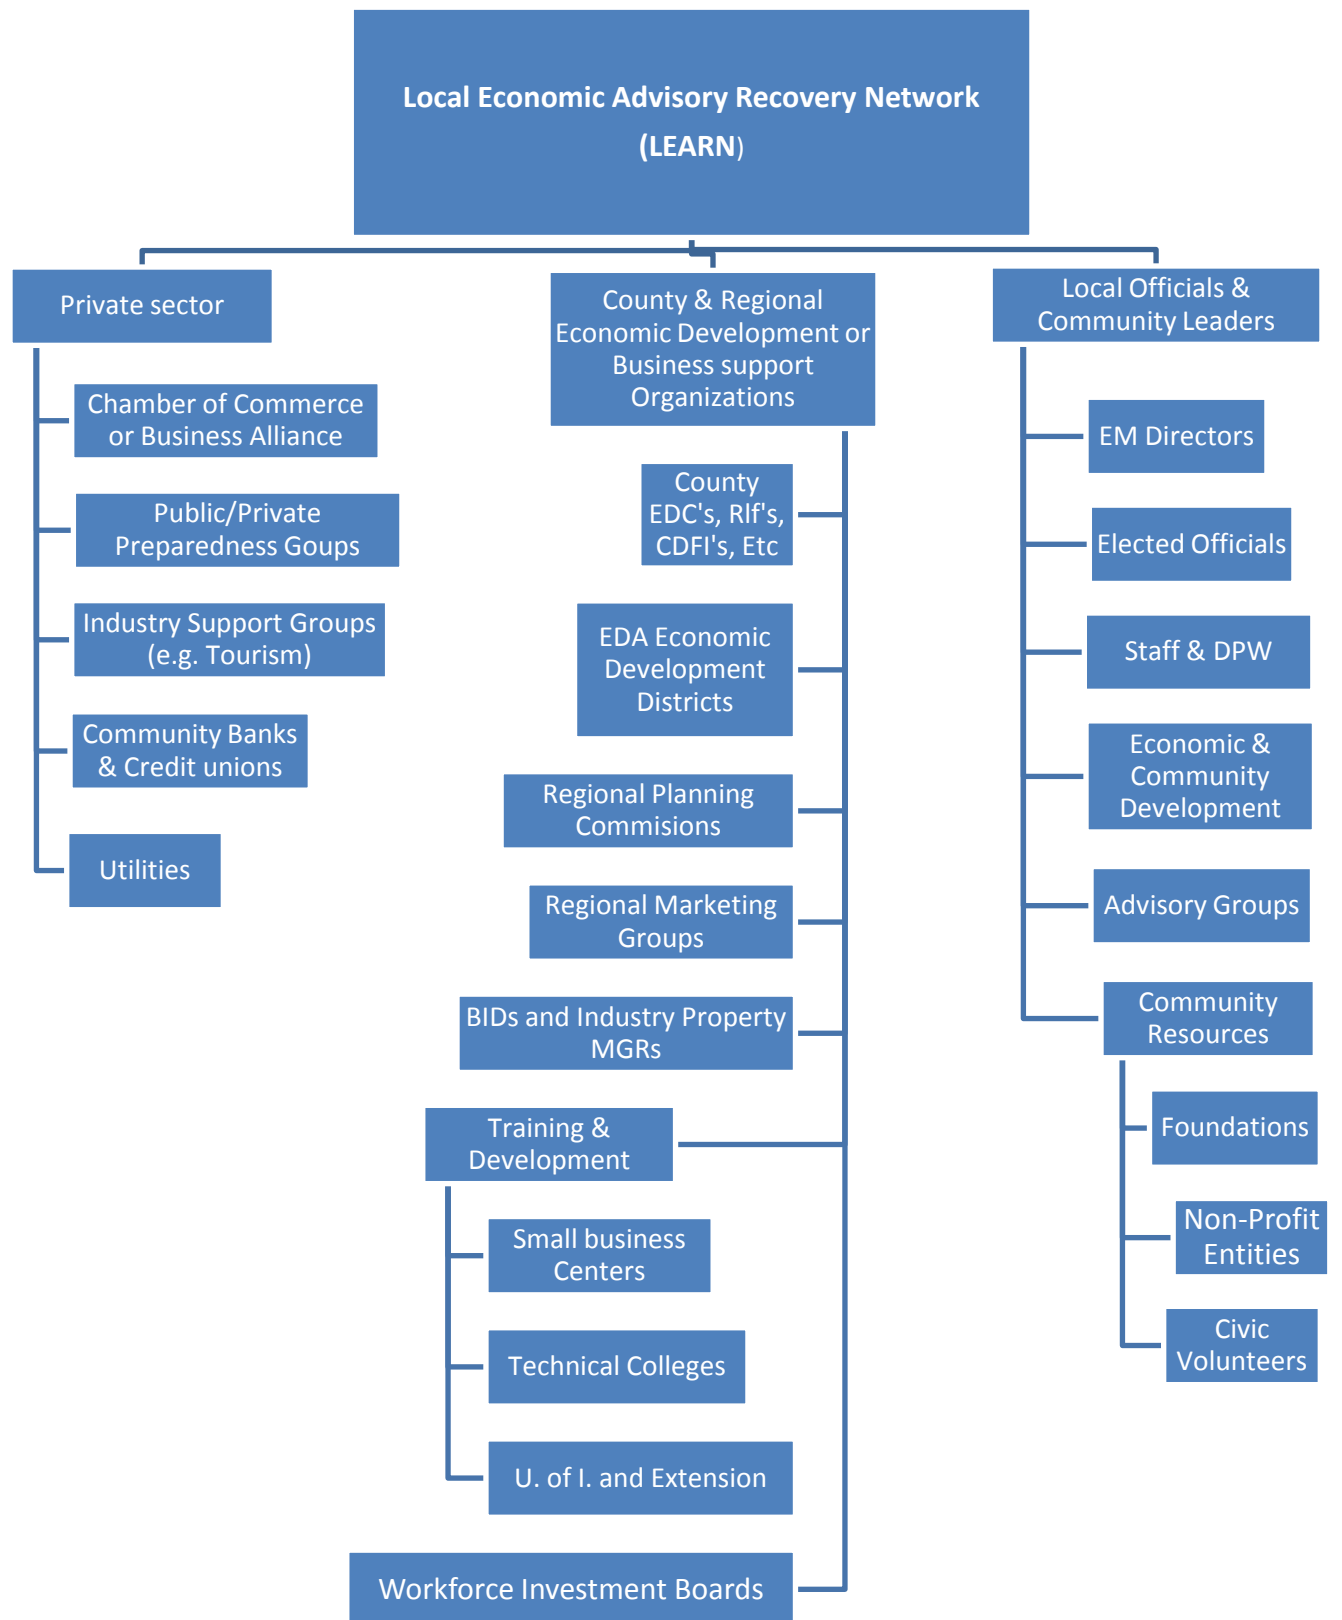 Local Economic Advisory Recovery Network
(LEARN)
Private sector
Chamber of Commerce
or Business Alliance
Public/Private
Preparedness Goups
Industry Support Groups
(e.g. Tourism)
Community Banks
& Credit unions
Utilities
County & Regional
Economic Development or
Business support
Organizations
County
EDC's, Rlf's,
CDFI's, Etc
EDA Economic
Development
Districts
Regional Planning
Commisions
Regional Marketing
Groups
BIDs and Industry Property
MGRs
Training &
Development
Small business
Centers
Technical Colleges
U. of I. and Extension
Workforce Investment Boards
Local Officials &
Community Leaders
EM Directors
Elected Officials
Staff & DPW
Economic &
Community
Development
Advisory Groups
Community
Resources
Foundations
Non-Profit
Entities
Civic
Volunteers